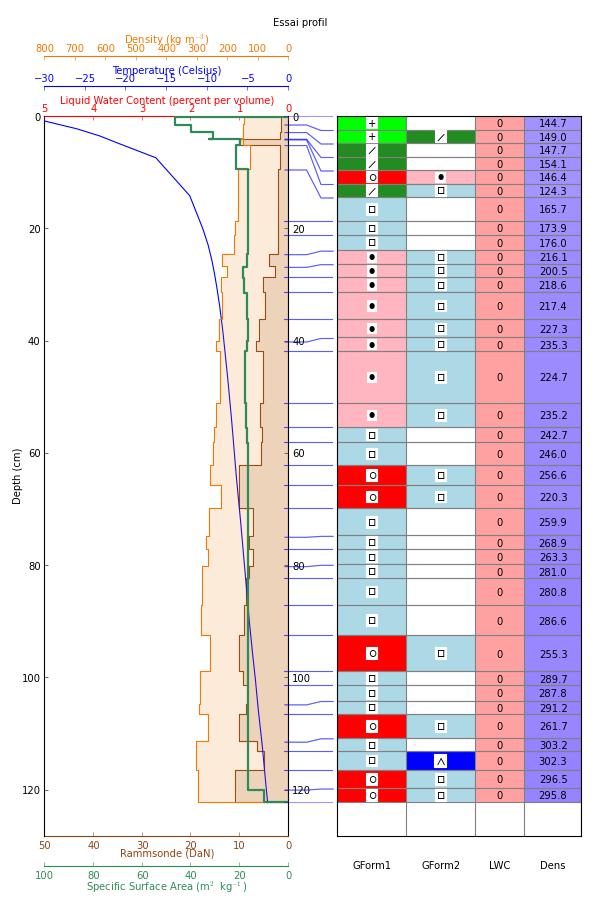 Essai profil
Density (kg m⁻³)
800 700 600 500 400 300 200 100 0
Temperature (Celsius)
−30 −25 −20 −15 −10 −5 0
Liquid Water Content (percent per volume)
5 4 3 2 1 0
0 0
20 20
40 40
60 60
80 80
100 100
120 120
Depth (cm)
50 40 30 20 10 0
Rammsonde (DaN)
100 80 60 40 20 0
Specific Surface Area (m² kg⁻¹)
+ 0 144.7
+ / 0 149.0
/ 0 147.7
/ 0 154.1
○ ● 0 146.4
/ □ 0 124.3
□ 0 165.7
□ 0 173.9
□ 0 176.0
● □ 0 216.1
● □ 0 200.5
● □ 0 218.6
● □ 0 217.4
● □ 0 227.3
● □ 0 235.3
● □ 0 224.7
● □ 0 235.2
□ 0 242.7
□ 0 246.0
○ □ 0 256.6
○ □ 0 220.3
□ 0 259.9
□ 0 268.9
□ 0 263.3
□ 0 281.0
□ 0 280.8
□ 0 286.6
○ □ 0 255.3
□ 0 289.7
□ 0 287.8
□ 0 291.2
○ □ 0 261.7
□ 0 303.2
□ ∧ 0 302.3
○ □ 0 296.5
○ □ 0 295.8
GForm1 GForm2 LWC Dens